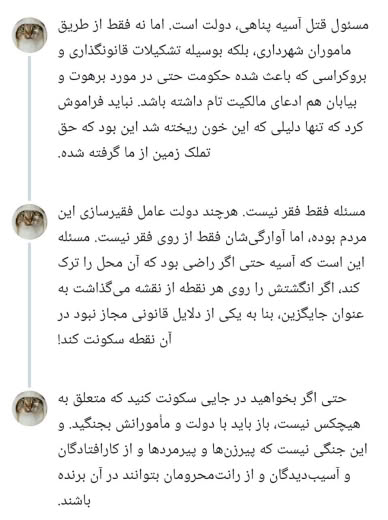 مسئول قتل آسیه پناهی، دولت است. اما نه فقط از طریق
ماموران شهرداری، بلکه بوسیله تشکیلات قانونگذاری و
بروکراسی که باعث شده حکومت حتی در مورد برهوت و
بیابان هم ادعای مالکیت تام داشته باشد. نباید فراموش
کرد که تنها دلیلی که این خون ریخته شد این بود که حق
تملک زمین از ما گرفته شده.
مسئله فقط فقر نیست. هرچند دولت عامل فقیرسازی این
مردم بوده، اما آوارگی‌شان فقط از روی فقر نیست. مسئله
این است که آسیه حتی اگر راضی بود که آن محل را ترک
کند، اگر انگشتش را روی هر نقطه از نقشه می‌گذاشت به
عنوان جایگزین، بنا به یکی از دلایل قانونی مجاز نبود در
آن نقطه سکونت کند!
حتی اگر بخواهید در جایی سکونت کنید که متعلق به
هیچکس نیست، باز باید با دولت و مأمورانش بجنگید. و
این جنگی نیست که پیرزن‌ها و پیرمردها و از کارافتادگان
و آسیب‌دیدگان و از رانت‌محرومان بتوانند در آن برنده
باشند.